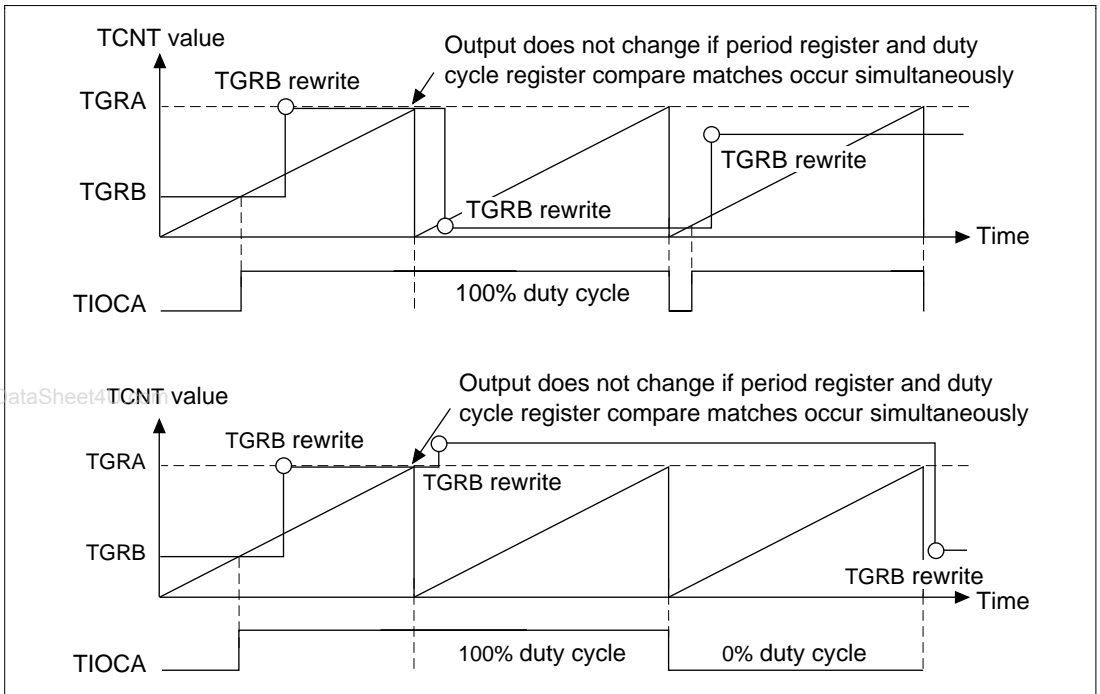 TCNT value
Output does not change if period register and duty
cycle register compare matches occur simultaneously
TGRB rewrite
TGRA
TGRB rewrite
TGRB
TGRB rewrite
Time
100% duty cycle
TIOCA
Output does not change if period register and duty
cycle register compare matches occur simultaneously
DataSheet4U.com
TCNT value
TGRB rewrite
TGRA
TGRB rewrite
TGRB
TGRB rewrite
Time
100% duty cycle
0% duty cycle
TIOCA